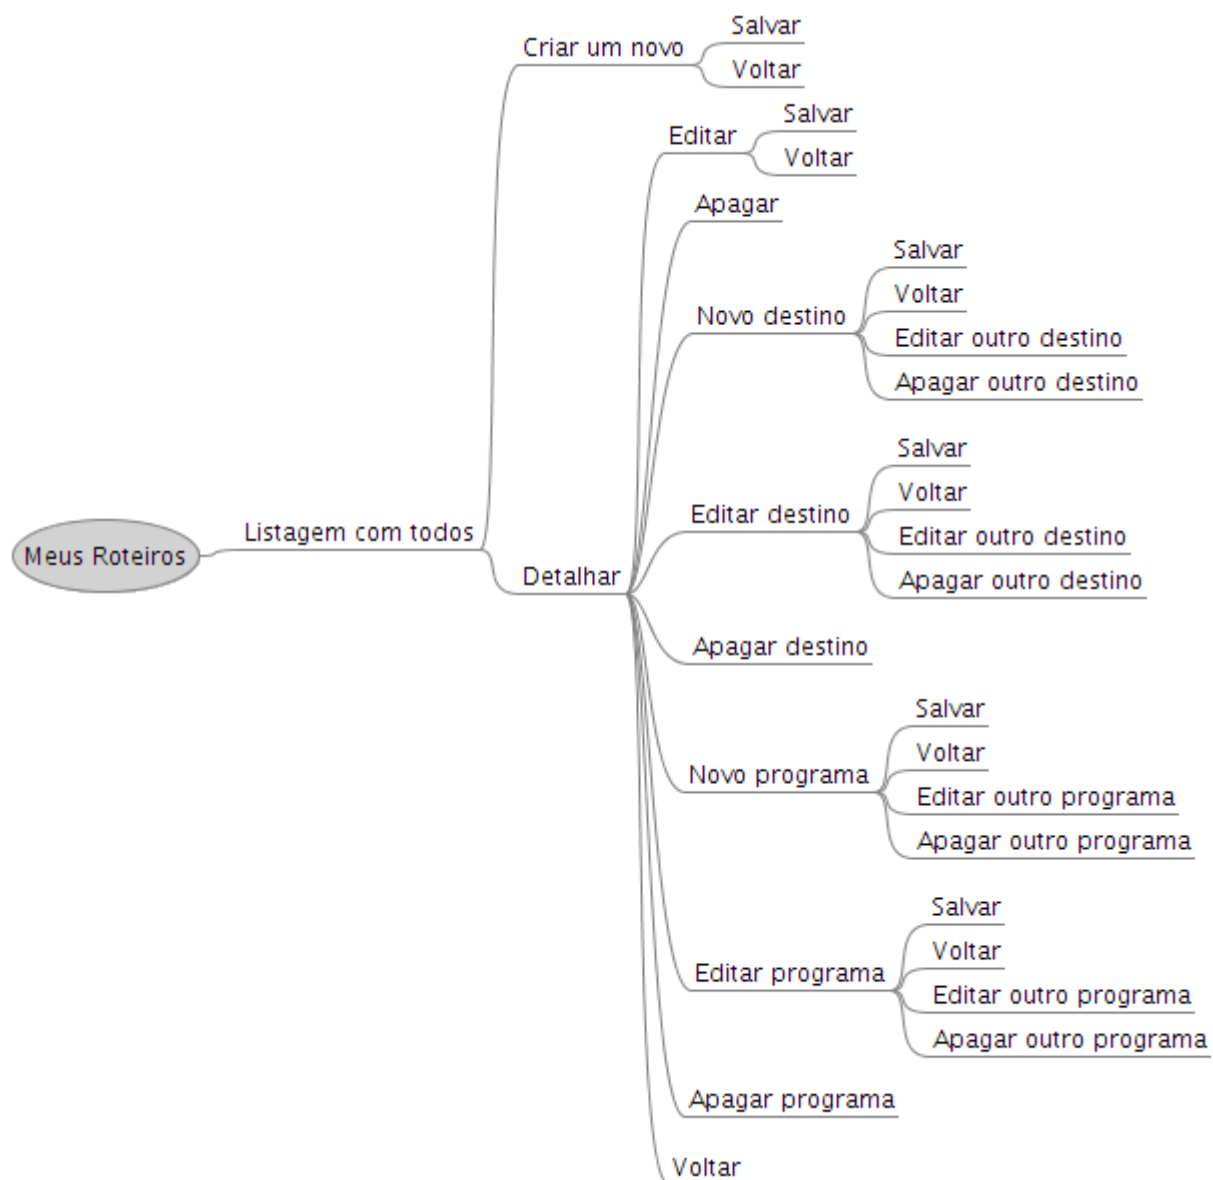 Salvar
Criar um novo
Voltar
Salvar
Editar
Voltar
Apagar
Salvar
Voltar
Novo destino
Editar outro destino
Apagar outro destino
Salvar
Voltar
Editar destino
Listagem com todos
Editar outro destino
Meus Roteiros
Detalhar
Apagar outro destino
Apagar destino
Salvar
Voltar
Novo programa
Editar outro programa
Apagar outro programa
Salvar
Voltar
Editar programa
Editar outro programa
Apagar outro programa
Apagar programa
Voltar